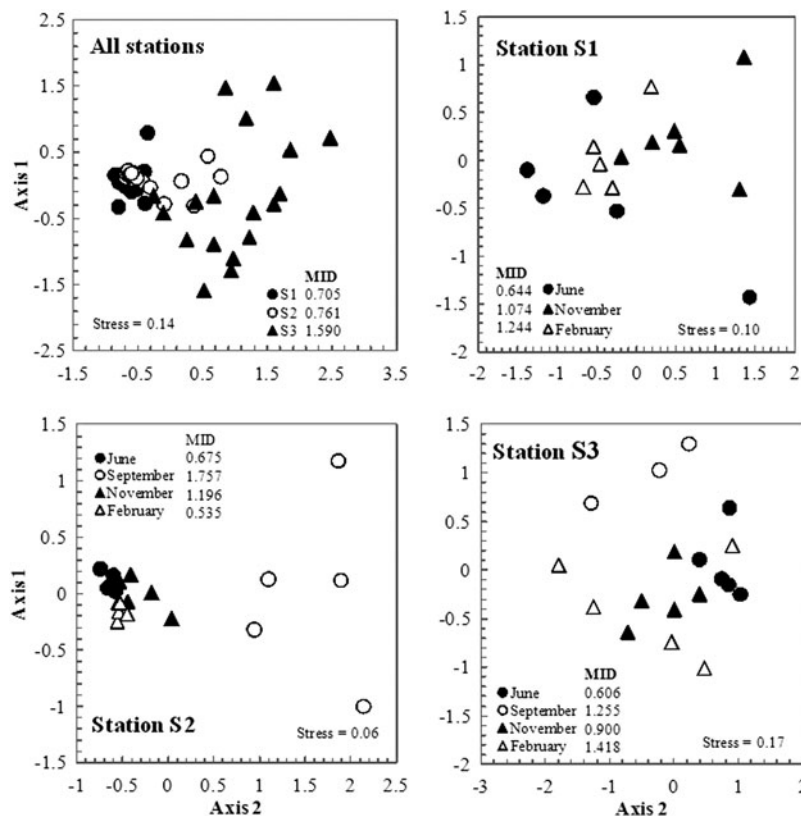 All stations
Axis 1
2.5
1.5
0.5
-0.5
-1.5
-2.5
MID
S1 0.705
S2 0.761
S3 1.590
Stress = 0.14
-1.5 -0.5 0.5 1.5 2.5 3.5
Station S1
1.5
1
0.5
0
-0.5
-1
-1.5
-2
MID
0.644 June
1.074 November
1.244 February
Stress = 0.10
-2 -1.5 -1 -0.5 0 0.5 1 1.5 2
Axis 1
1.5
1
0.5
0
-0.5
-1
-1.5
MID
June 0.675
September 1.757
November 1.196
February 0.535
Station S2
Stress = 0.06
-1 -0.5 0 0.5 1 1.5 2 2.5
Axis 2
Station S3
1.5
1
0.5
0
-0.5
-1
-1.5
-2
MID
June 0.606
September 1.255
November 0.900
February 1.418
Stress = 0.17
-3 -2 -1 0 1 2
Axis 2